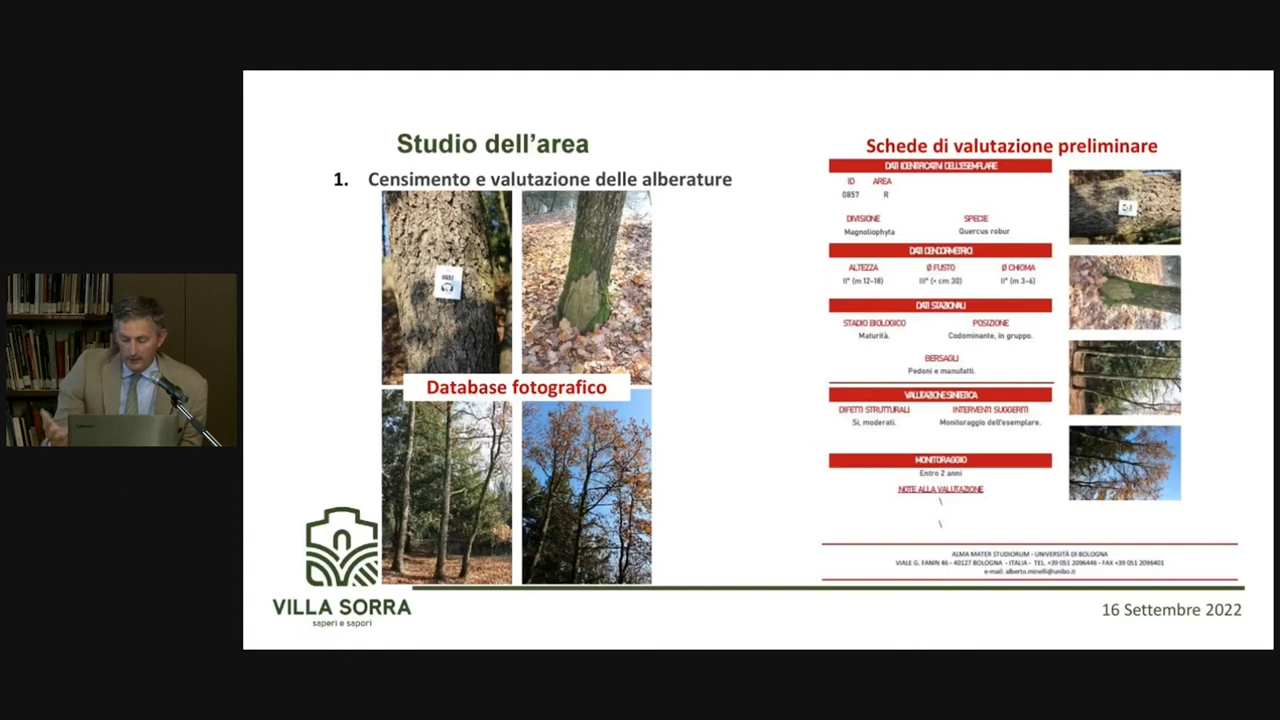 Studio dell'area
1. Censimento e valutazione delle alberature
Database fotografico
Schede di valutazione preliminare
DATI IDENTIFICATIVI DELL'ESEMPLARE
ID AREA
0857 R
DIVISIONE SPECIE
Magnoliophyta Quercus robur
DATI DENDOMETRICI
ALTEZZA Ø FUSTO Ø CHIOMA
II° (m 12-18) III° (> cm 30) II° (m 3-6)
DATI STAZIONALI
STADIO BIOLOGICO POSIZIONE
Maturità. Codominante, in gruppo.
BERSAGLI
Pedoni e manufatti.
VALUTAZIONE SINTETICA
DIFETTI STRUTTURALI INTERVENTI SUGGERITI
Sì, moderati. Monitoraggio dell'esemplare.
MONITORAGGIO
Entro 2 anni
NOTE ALLA VALUTAZIONE
\
\
ALMA MATER STUDIORUM - UNIVERSITÀ DI BOLOGNA
VIALE G. FANIN 46 - 40127 BOLOGNA - ITALIA - TEL. +39 051 2096446 - FAX +39 051 2096401
e-mail: alberto.minelli@unibo.it
VILLA SORRA
saperi e sapori
16 Settembre 2022